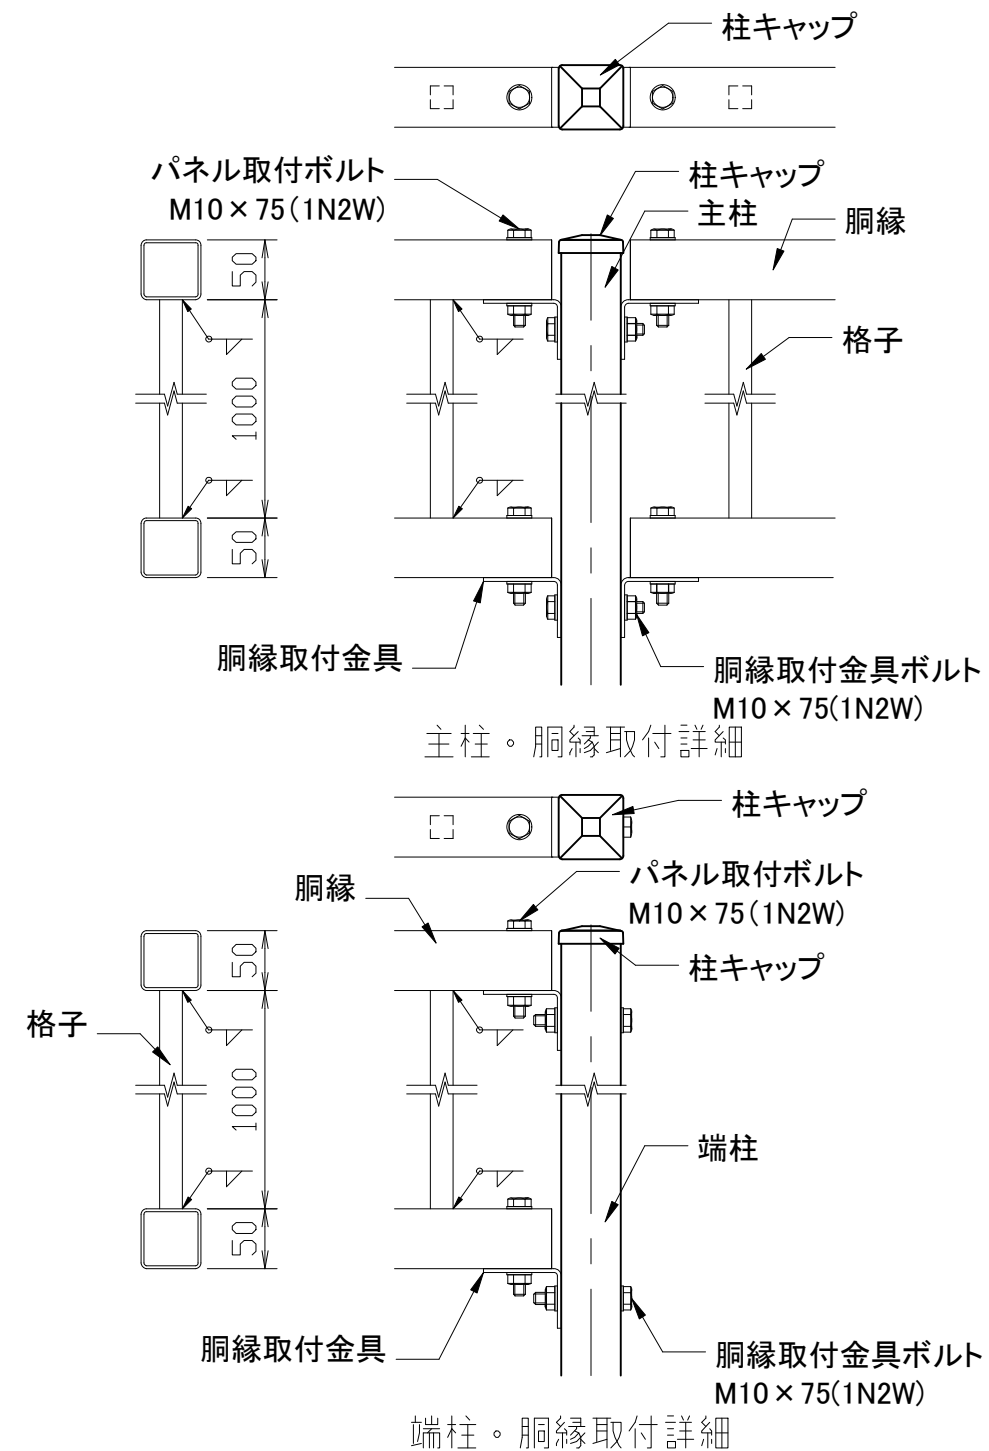 柱キャップ
パネル取付ボルト
M10×75(1N2W)
柱キャップ
主柱
胴縁
50
格子
1000
50
胴縁取付金具
胴縁取付金具ボルト
M10×75(1N2W)
主柱。胴縁取付詳細
柱キャップ
胴縁
パネル取付ボルト
M10×75(1N2W)
50
柱キャップ
格子
1000
端柱
50
胴縁取付金具
胴縁取付金具ボルト
M10×75(1N2W)
端柱。胴縁取付詳細